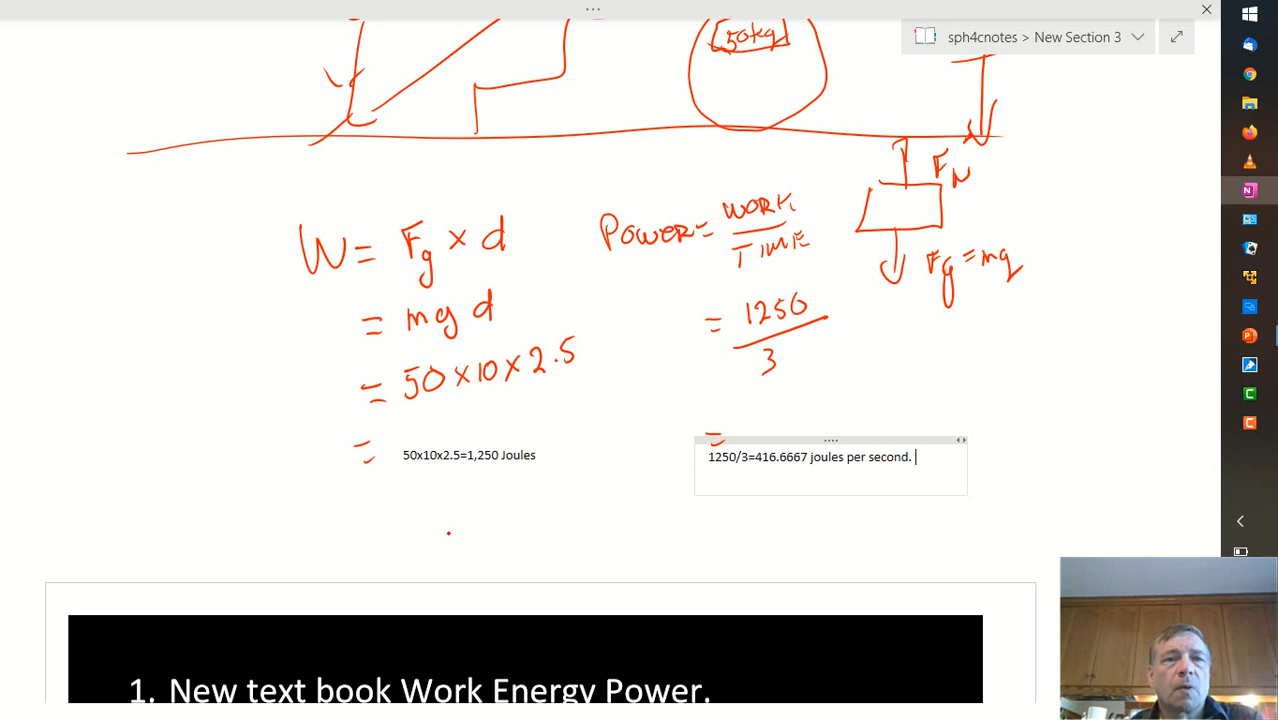 ...
sph4cnotes > New Section 3
50kg
FN
Fg = mg
W = Fg × d
= mg d
= 50×10×2.5
=
50x10x2.5=1,250 Joules
Power = WORK
TIME
= 1250
3
=
1250/3=416.6667 joules per second.
1. New text book Work Energy Power.